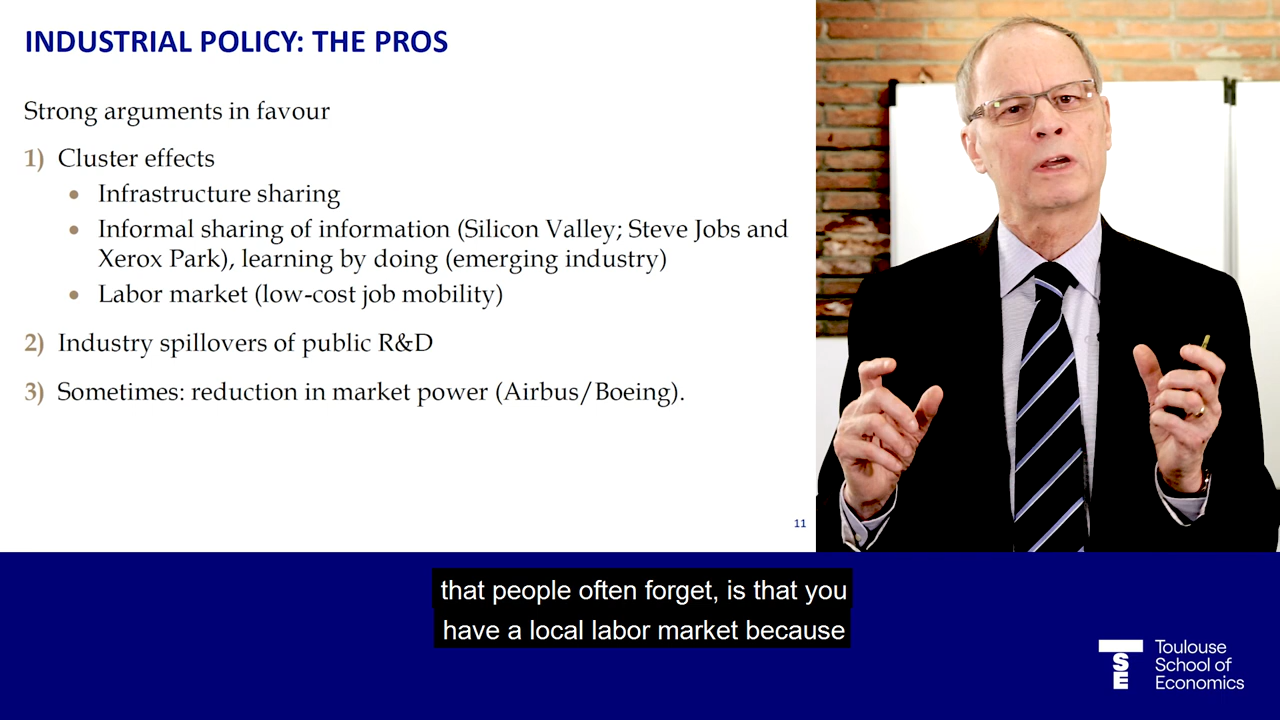 INDUSTRIAL POLICY: THE PROS
Strong arguments in favour
1) Cluster effects
• Infrastructure sharing
• Informal sharing of information (Silicon Valley; Steve Jobs and
Xerox Park), learning by doing (emerging industry)
• Labor market (low-cost job mobility)
2) Industry spillovers of public R&D
3) Sometimes: reduction in market power (Airbus/Boeing).
11
that people often forget, is that you
have a local labor market because
TSE
Toulouse
School of
Economics